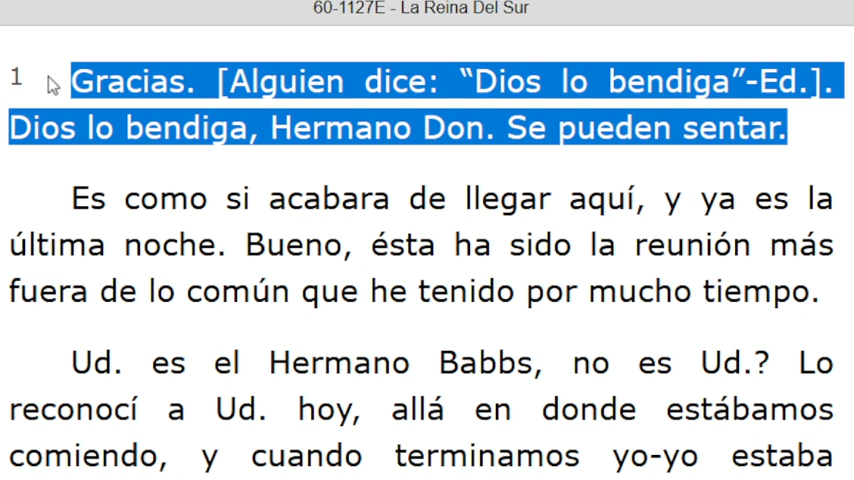 60-1127E - La Reina Del Sur
1 Gracias. [Alguien dice: “Dios lo bendiga”-Ed.].
Dios lo bendiga, Hermano Don. Se pueden sentar.
Es como si acabara de llegar aquí, y ya es la
última noche. Bueno, ésta ha sido la reunión más
fuera de lo común que he tenido por mucho tiempo.
Ud. es el Hermano Babbs, no es Ud.? Lo
reconocí a Ud. hoy, allá en donde estábamos
comiendo, y cuando terminamos yo-yo estaba